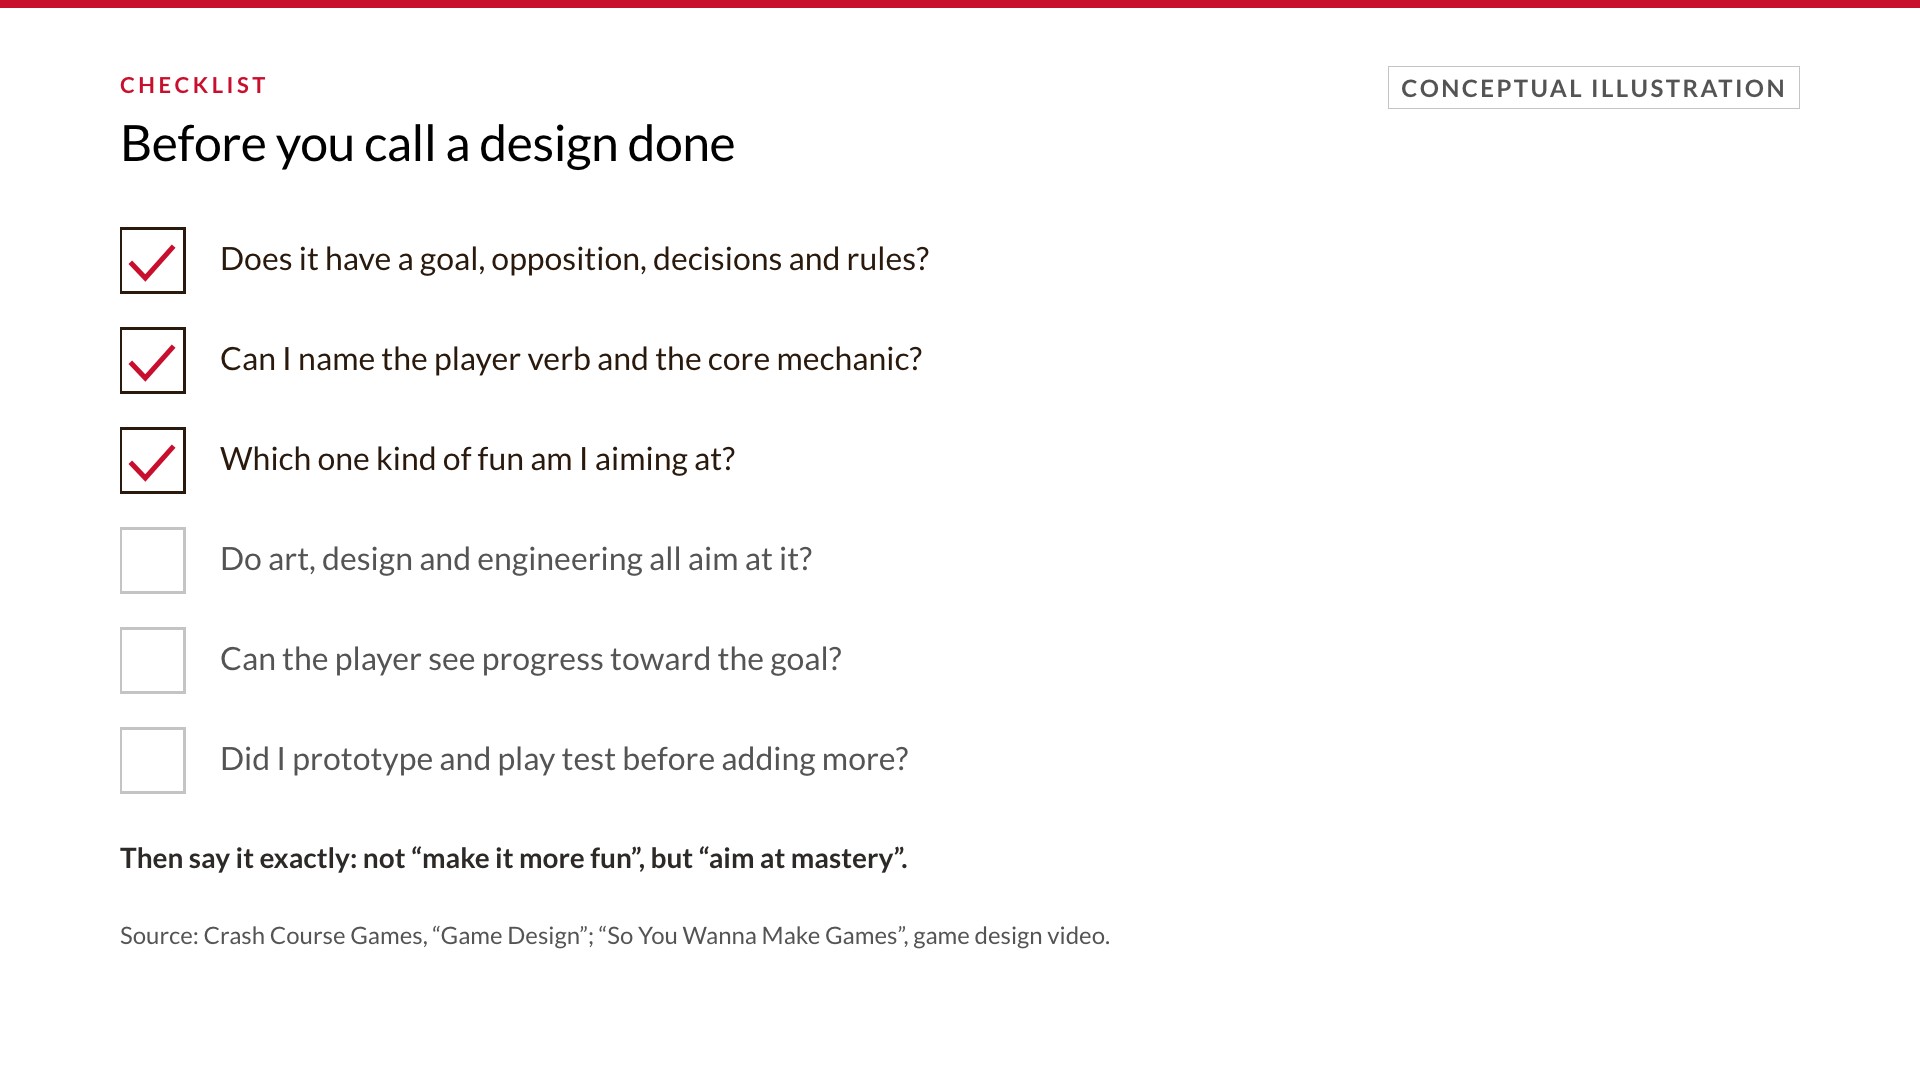 CHECKLIST
CONCEPTUAL ILLUSTRATION
Before you call a design done
Does it have a goal, opposition, decisions and rules?
Can I name the player verb and the core mechanic?
Which one kind of fun am I aiming at?
Do art, design and engineering all aim at it?
Can the player see progress toward the goal?
Did I prototype and play test before adding more?
Then say it exactly: not “make it more fun”, but “aim at mastery”.
Source: Crash Course Games, “Game Design”; “So You Wanna Make Games”, game design video.